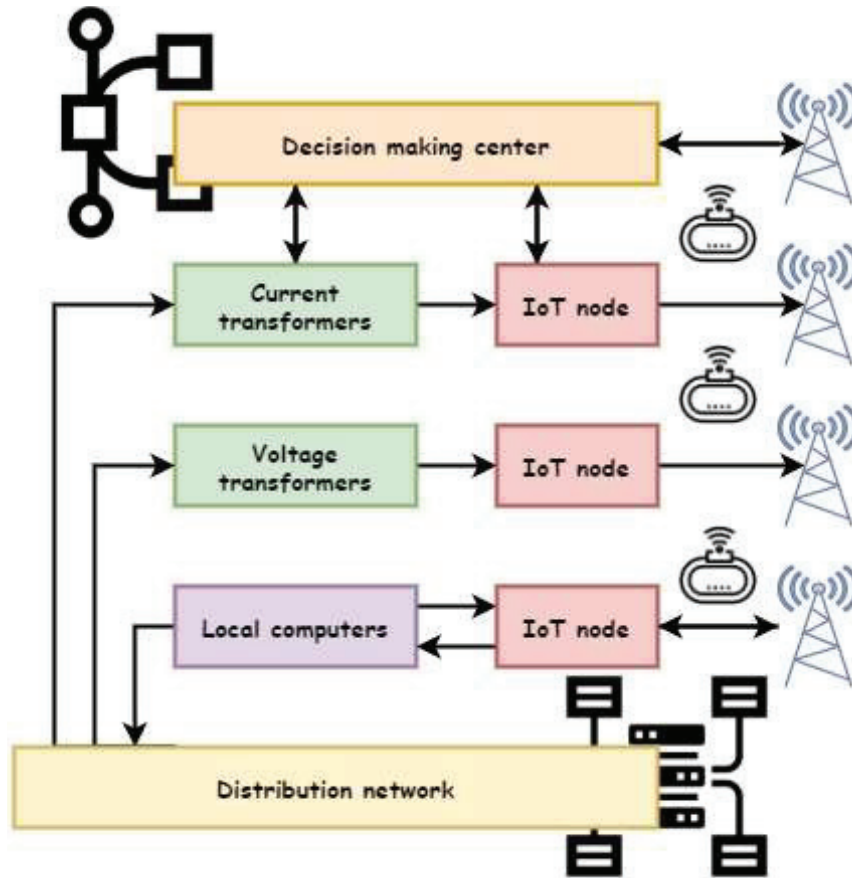 Decision making center
Current
transformers
IoT node
Voltage
transformers
IoT node
Local computers
IoT node
Distribution network